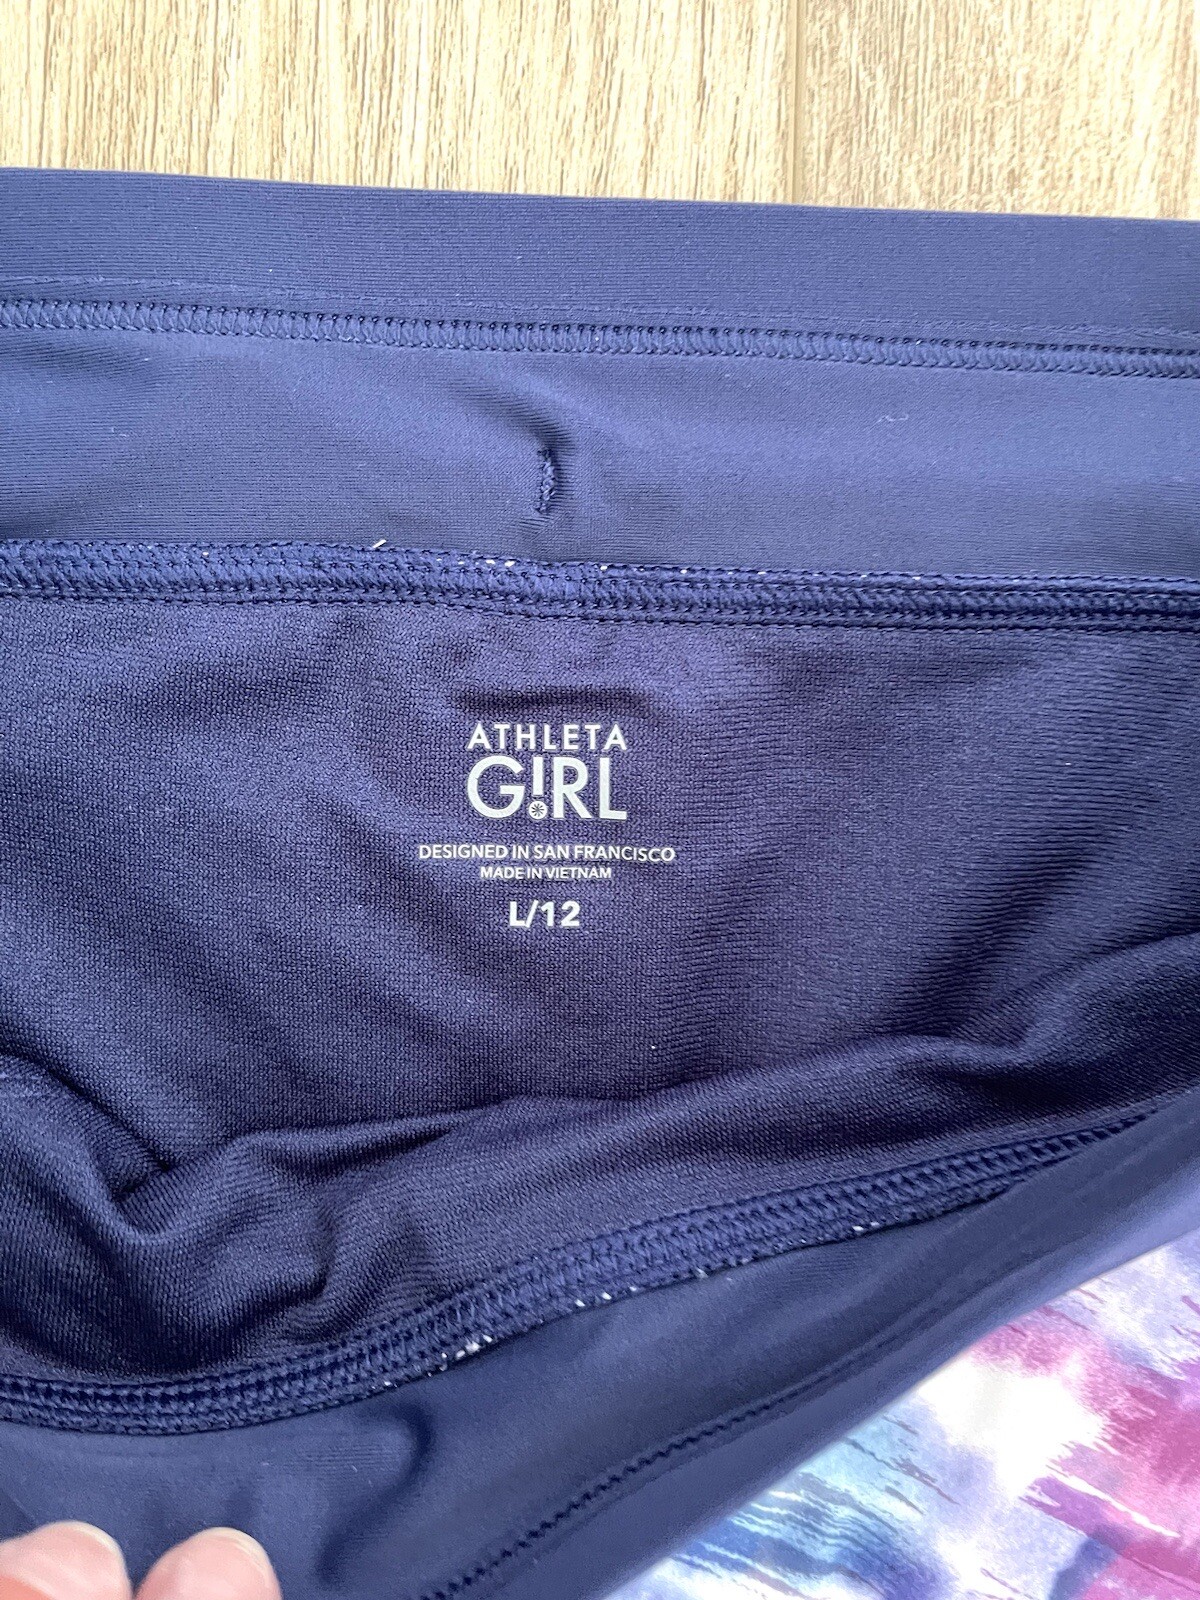 ATHLETA
G!RL
DESIGNED IN SAN FRANCISCO
MADE IN VIETNAM
L/12